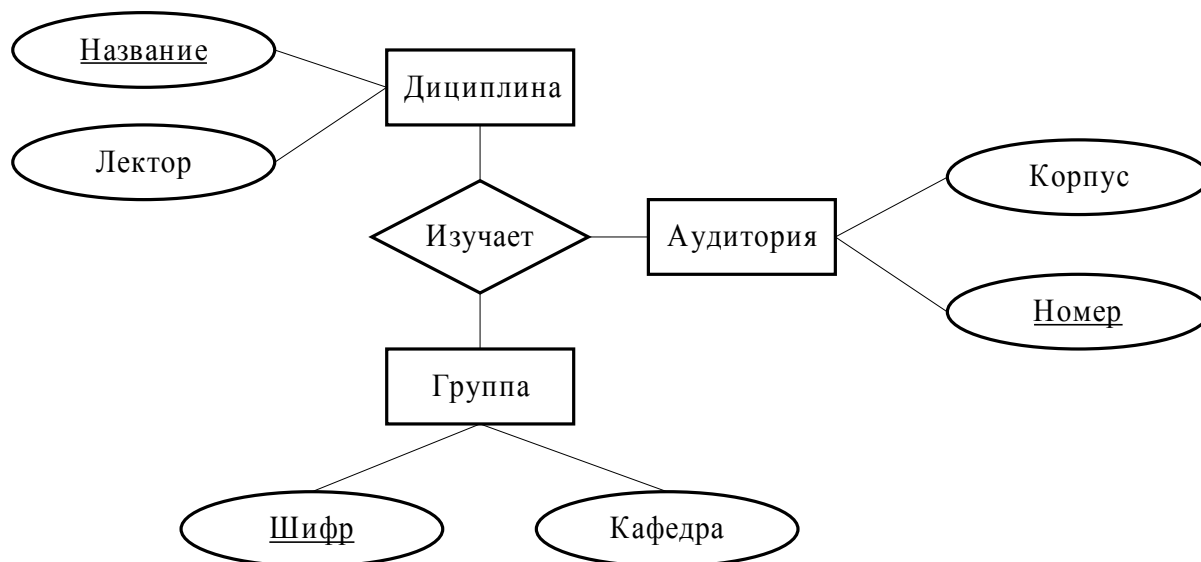 Название
Дициплина
Лектор
Корпус
Изучает
Аудитория
Номер
Группа
Шифр
Кафедра